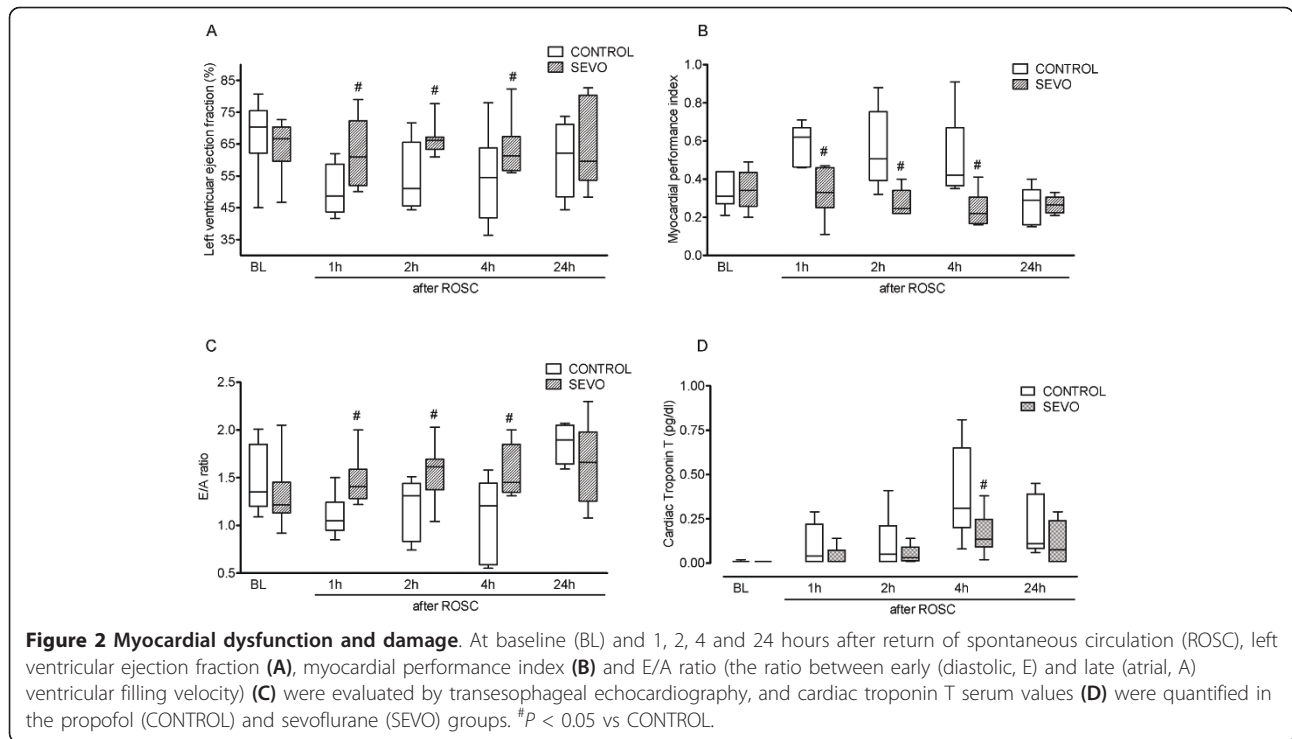 A
CONTROL
SEVO
Left ventricuar ejection fraction (%)
85
75
65
55
45
35
# # #
BL 1h 2h 4h 24h
after ROSC
B
CONTROL
SEVO
Myocardial performance index
1.0
0.8
0.6
0.4
0.2
0.0
# # #
BL 1h 2h 4h 24h
after ROSC
C
CONTROL
SEVO
E/A ratio
2.5
2.0
1.5
1.0
0.5
# # #
BL 1h 2h 4h 24h
after ROSC
D
CONTROL
SEVO
Cardiac Troponin T (pg/dl)
1.00
0.75
0.50
0.25
0.00
#
BL 1h 2h 4h 24h
after ROSC
Figure 2 Myocardial dysfunction and damage. At baseline (BL) and 1, 2, 4 and 24 hours after return of spontaneous circulation (ROSC), left
ventricular ejection fraction (A), myocardial performance index (B) and E/A ratio (the ratio between early (diastolic, E) and late (atrial, A)
ventricular filling velocity) (C) were evaluated by transesophageal echocardiography, and cardiac troponin T serum values (D) were quantified in
the propofol (CONTROL) and sevoflurane (SEVO) groups. #P < 0.05 vs CONTROL.